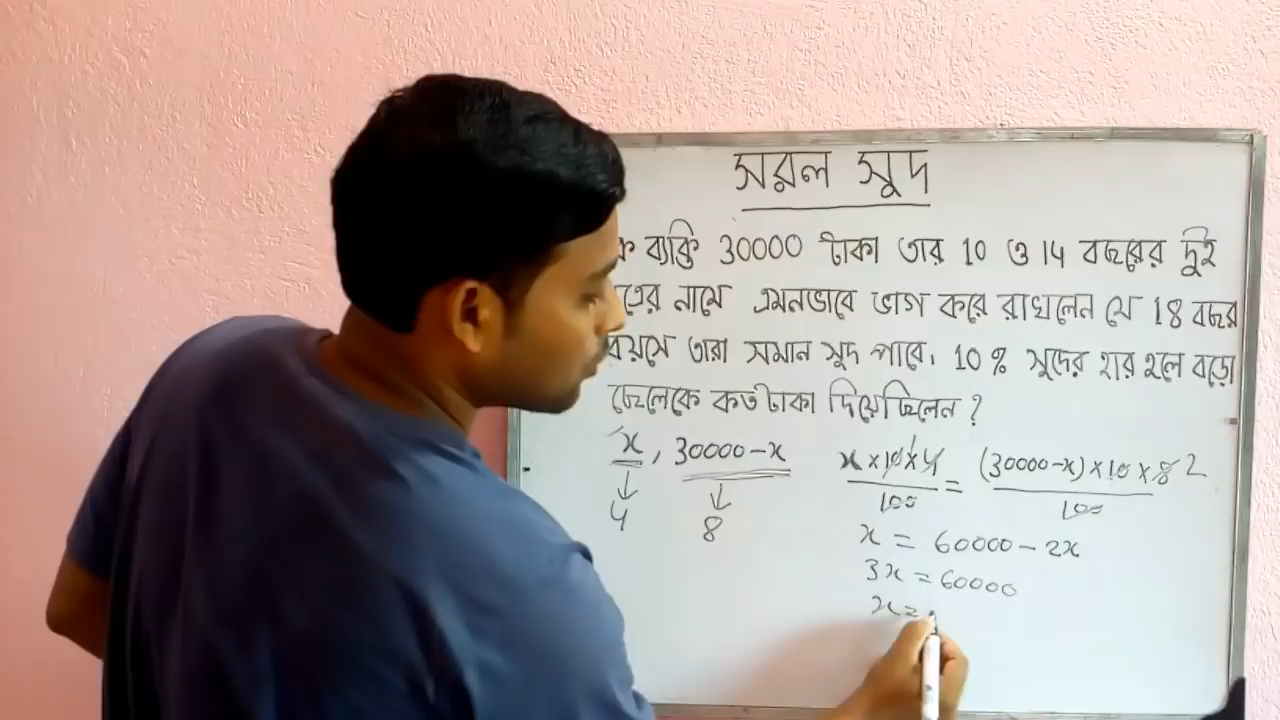 সরল সুদ
ব্যক্তি 30000 টাকা তার 10 ও 14 বছরের দুই
নামে এমনভাবে ভাগ করে রাখলেন যে 18 বছর
বয়সে তারা সমান সুদ পাবে। 10% সুদের হার হলে বড়ো
ছেলেকে কত টাকা দিয়েছিলেন ?
x , 30000 - x
4 8
x × 10 × 4 / 100 = (30000-x) × 10 × 8 2 / 100
x = 60000 - 2x
3x = 60000
x =